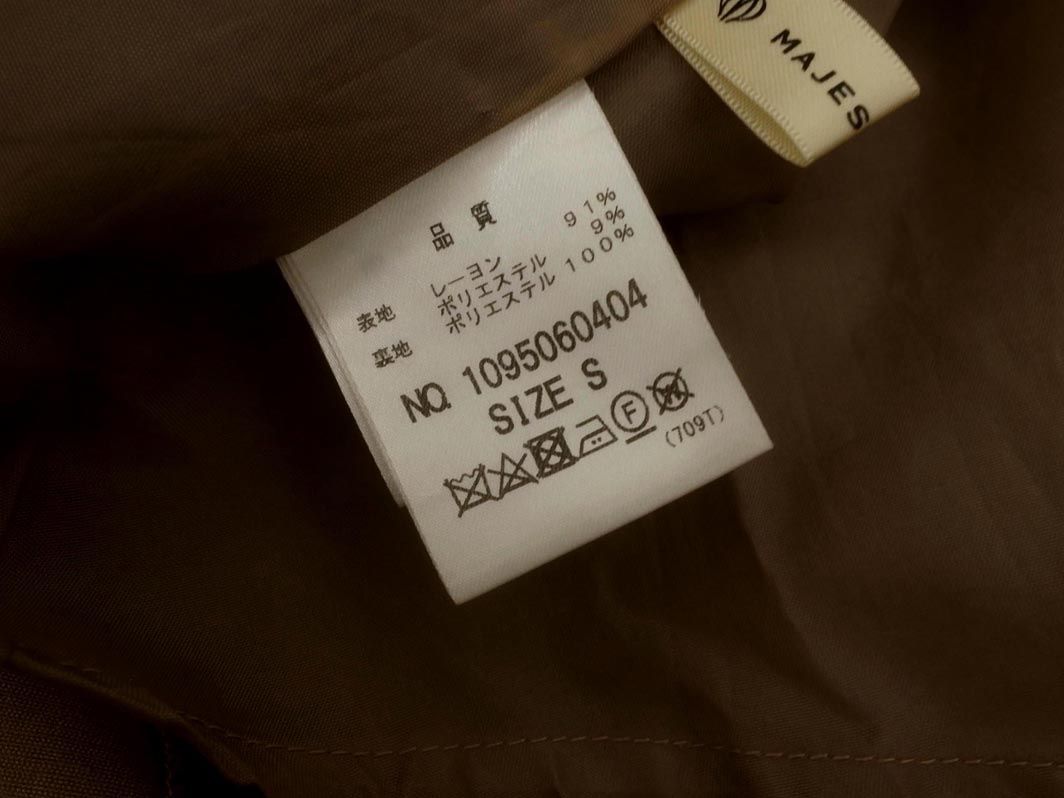 MAJES
品質
表地 レーヨン 91%
ポリエステル 9%
裏地 ポリエステル 100%
NO. 1095060404
SIZE S
F W
(709T)